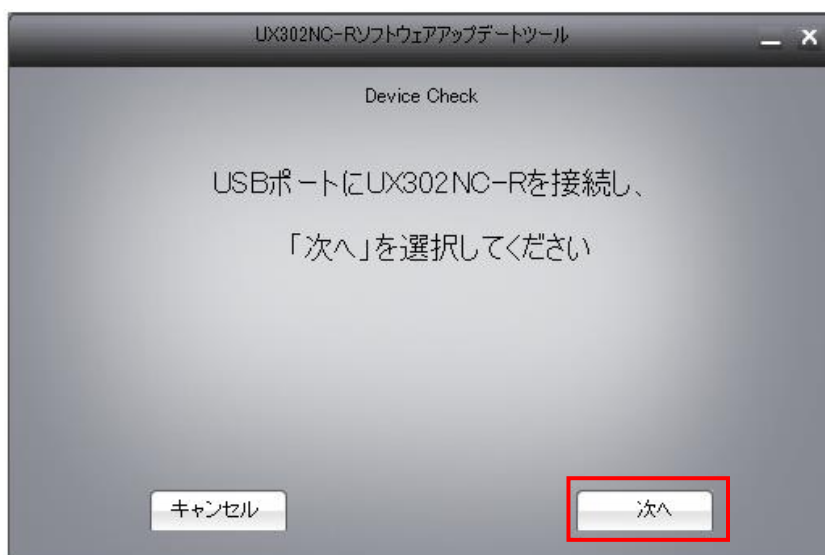 UX302NC-Rソフトウェアアップデートツール
Device Check
USBポートにUX302NC-Rを接続し、
「次へ」を選択してください
キャンセル
次へ